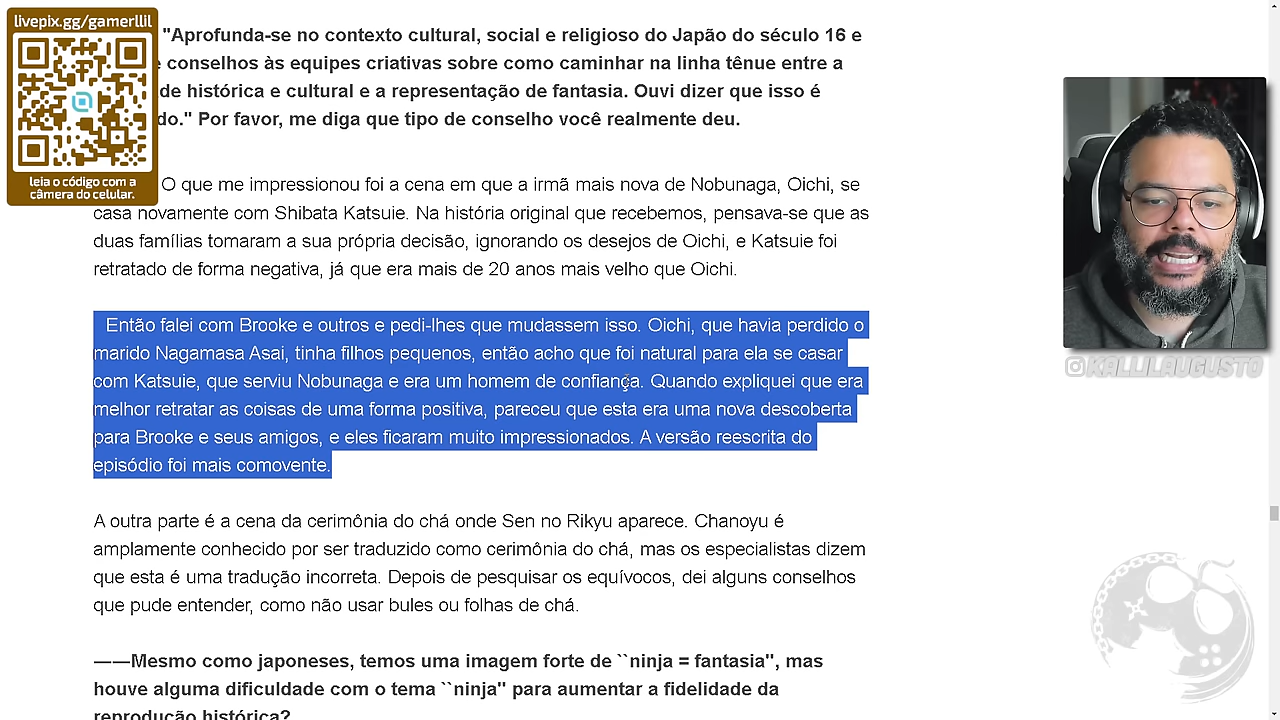 livepix.gg/gamerllil
leia o código com a
câmera do celular.
"Aprofunda-se no contexto cultural, social e religioso do Japão do século 16 e
conselhos às equipes criativas sobre como caminhar na linha tênue entre a
de histórica e cultural e a representação de fantasia. Ouvi dizer que isso é
do." Por favor, me diga que tipo de conselho você realmente deu.
O que me impressionou foi a cena em que a irmã mais nova de Nobunaga, Oichi, se
casa novamente com Shibata Katsuie. Na história original que recebemos, pensava-se que as
duas famílias tomaram a sua própria decisão, ignorando os desejos de Oichi, e Katsuie foi
retratado de forma negativa, já que era mais de 20 anos mais velho que Oichi.
Então falei com Brooke e outros e pedi-lhes que mudassem isso. Oichi, que havia perdido o
marido Nagamasa Asai, tinha filhos pequenos, então acho que foi natural para ela se casar
com Katsuie, que serviu Nobunaga e era um homem de confiança. Quando expliquei que era
melhor retratar as coisas de uma forma positiva, pareceu que esta era uma nova descoberta
para Brooke e seus amigos, e eles ficaram muito impressionados. A versão reescrita do
episódio foi mais comovente.
A outra parte é a cena da cerimônia do chá onde Sen no Rikyu aparece. Chanoyu é
amplamente conhecido por ser traduzido como cerimônia do chá, mas os especialistas dizem
que esta é uma tradução incorreta. Depois de pesquisar os equívocos, dei alguns conselhos
que pude entender, como não usar bules ou folhas de chá.
——Mesmo como japoneses, temos uma imagem forte de ``ninja = fantasia'', mas
houve alguma dificuldade com o tema ``ninja'' para aumentar a fidelidade da
reprodução histórica?
@KALLILAUGUSTO